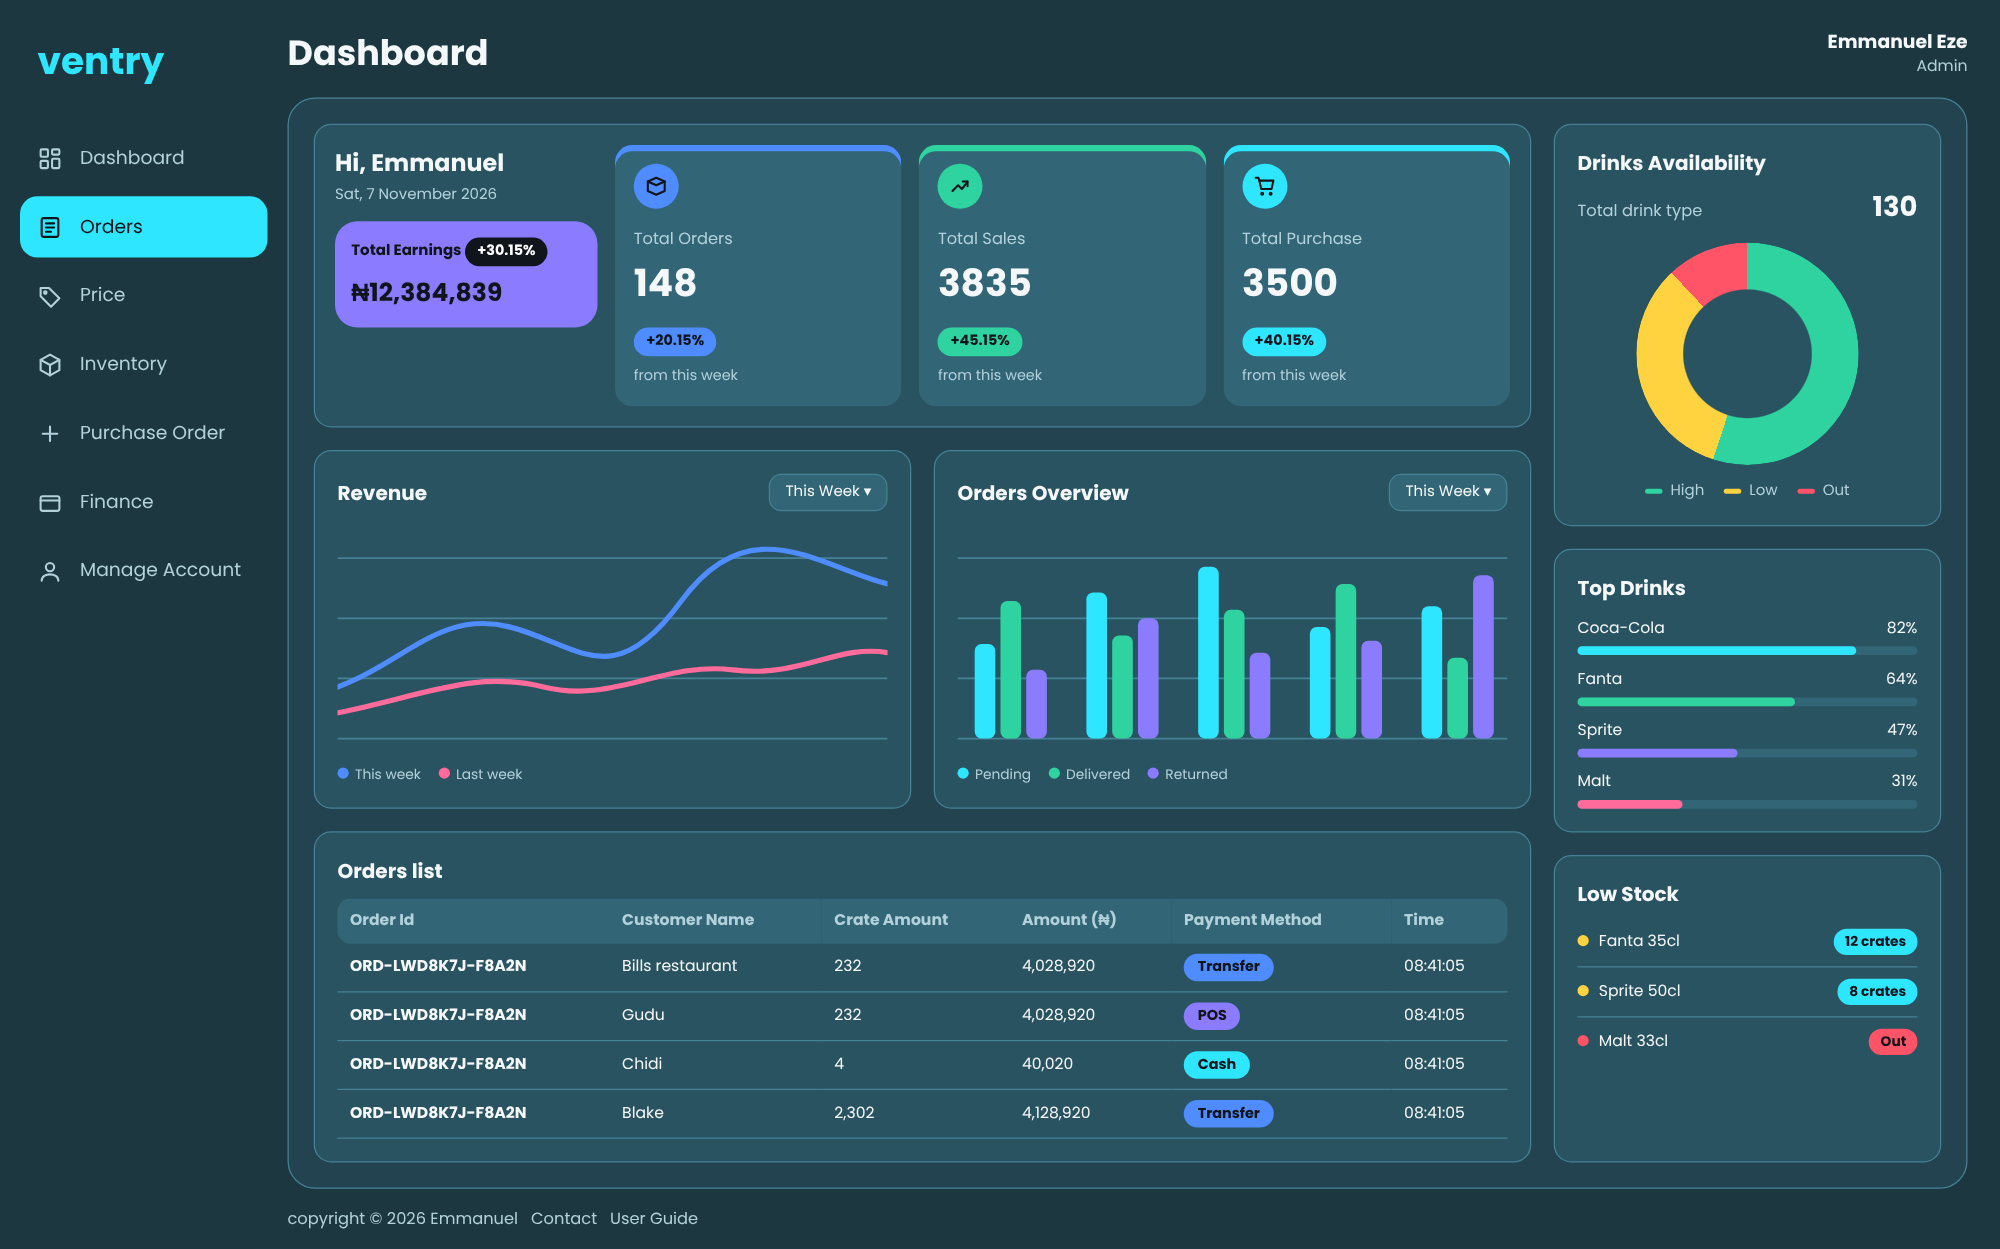 ventry
Dashboard
Orders
Price
Inventory
Purchase Order
Finance
Manage Account
Dashboard
Emmanuel Eze
Admin
Hi, Emmanuel
Sat, 7 November 2026
Total Earnings +30.15%
₦12,384,839
Total Orders
148
+20.15%
from this week
Total Sales
3835
+45.15%
from this week
Total Purchase
3500
+40.15%
from this week
Revenue
This Week ▾
This week Last week
Orders Overview
This Week ▾
Pending Delivered Returned
Orders list
Order Id Customer Name Crate Amount Amount (₦) Payment Method Time
ORD-LWD8K7J-F8A2N Bills restaurant 232 4,028,920 Transfer 08:41:05
ORD-LWD8K7J-F8A2N Gudu 232 4,028,920 POS 08:41:05
ORD-LWD8K7J-F8A2N Chidi 4 40,020 Cash 08:41:05
ORD-LWD8K7J-F8A2N Blake 2,302 4,128,920 Transfer 08:41:05
Drinks Availability
Total drink type 130
High Low Out
Top Drinks
Coca-Cola 82%
Fanta 64%
Sprite 47%
Malt 31%
Low Stock
Fanta 35cl 12 crates
Sprite 50cl 8 crates
Malt 33cl Out
copyright © 2026 Emmanuel Contact User Guide